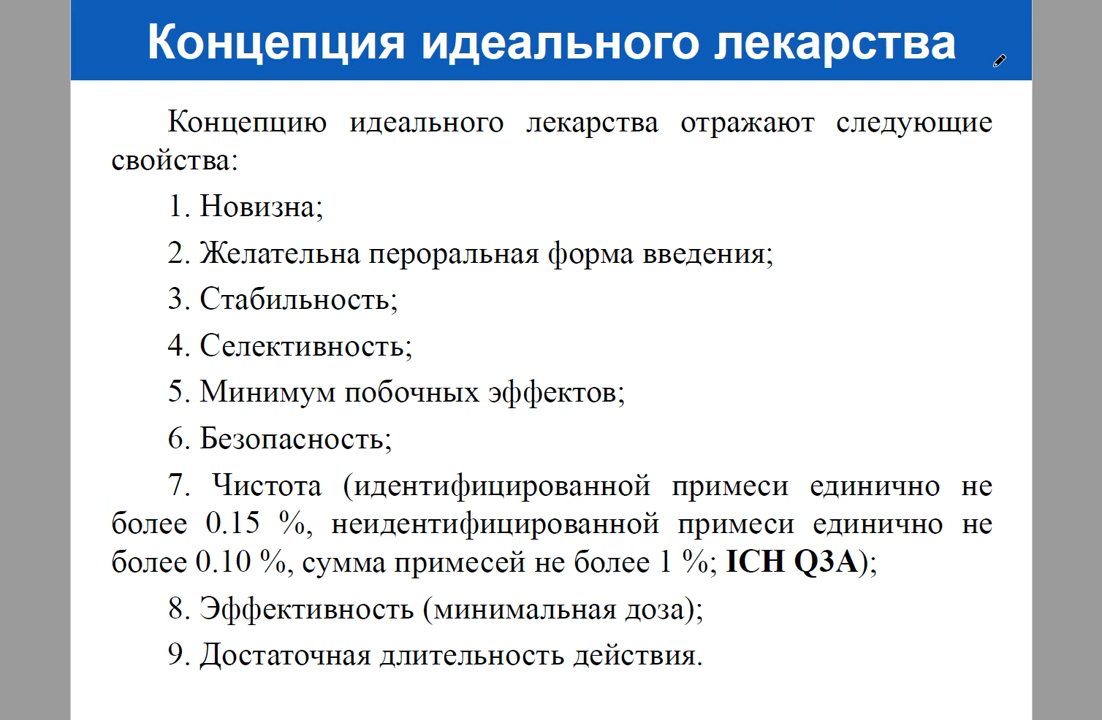 Концепция идеального лекарства
Концепцию идеального лекарства отражают следующие
свойства:
1. Новизна;
2. Желательна пероральная форма введения;
3. Стабильность;
4. Селективность;
5. Минимум побочных эффектов;
6. Безопасность;
7. Чистота (идентифицированной примеси единично не
более 0.15 %, неидентифицированной примеси единично не
более 0.10 %, сумма примесей не более 1 %; ICH Q3A);
8. Эффективность (минимальная доза);
9. Достаточная длительность действия.